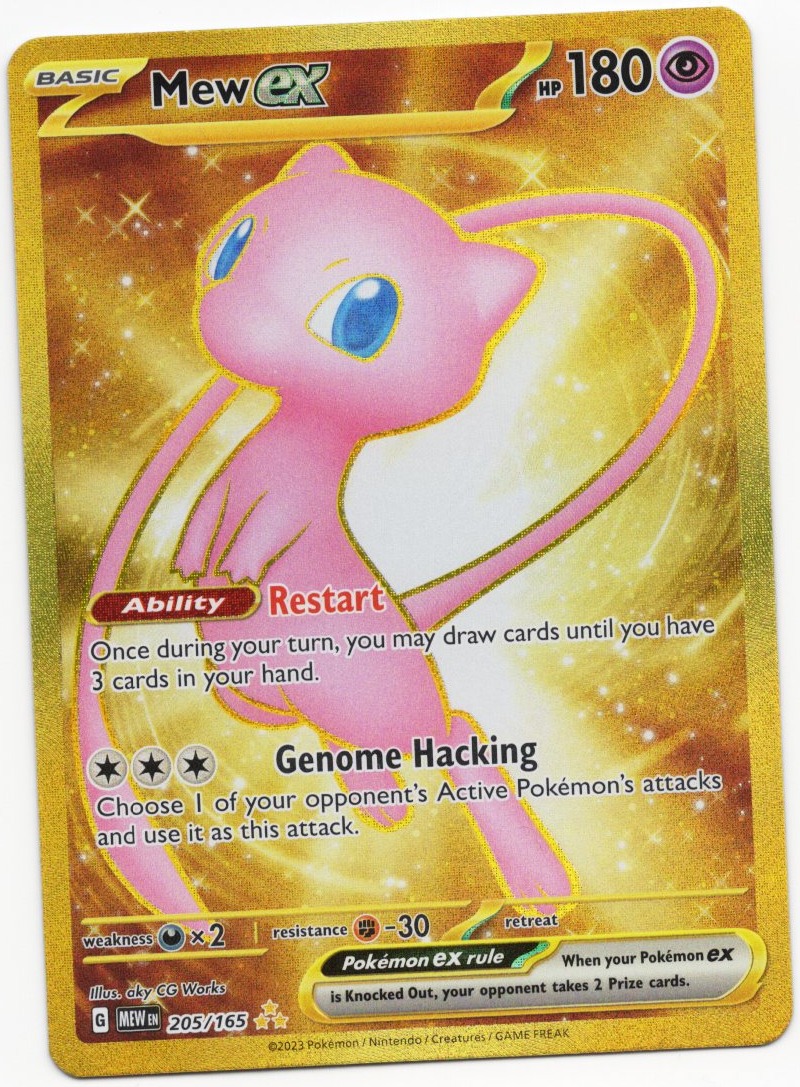 BASIC Mew ex HP 180
Ability Restart
Once during your turn, you may draw cards until you have
3 cards in your hand.
Genome Hacking
Choose 1 of your opponent's Active Pokémon's attacks
and use it as this attack.
weakness ×2 resistance -30 retreat
Pokémon ex rule When your Pokémon ex
is Knocked Out, your opponent takes 2 Prize cards.
Illus. aky CG Works
G MEW EN 205/165
©2023 Pokémon / Nintendo / Creatures / GAME FREAK